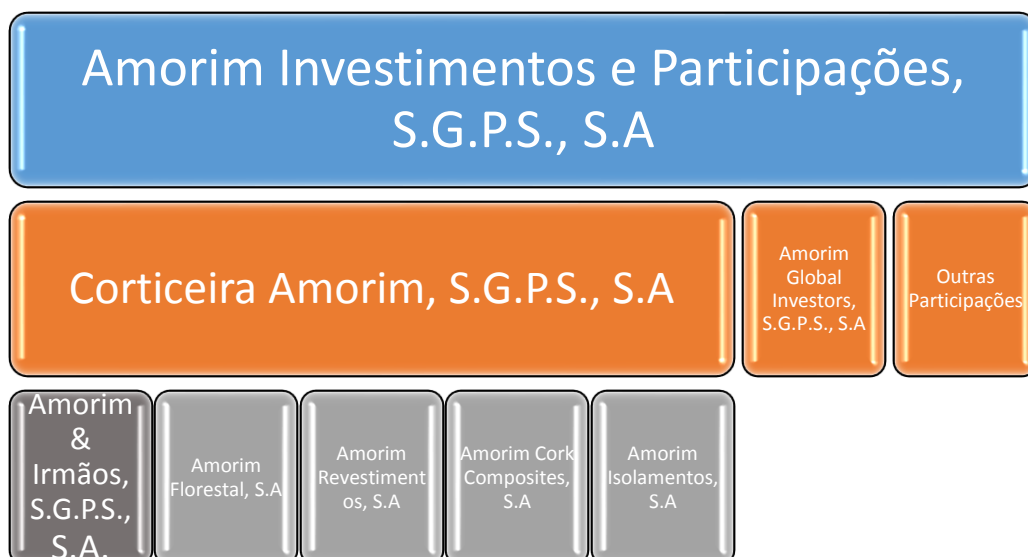 Amorim Investimentos e Participações,
S.G.P.S., S.A
Corticeira Amorim, S.G.P.S., S.A
Amorim
Global
Investors,
S.G.P.S., S.A
Outras
Participações
Amorim
&
Irmãos,
S.G.P.S.,
S.A.
Amorim
Florestal, S.A
Amorim
Revestiment
os, S.A
Amorim Cork
Composites,
S.A
Amorim
Isolamentos,
S.A